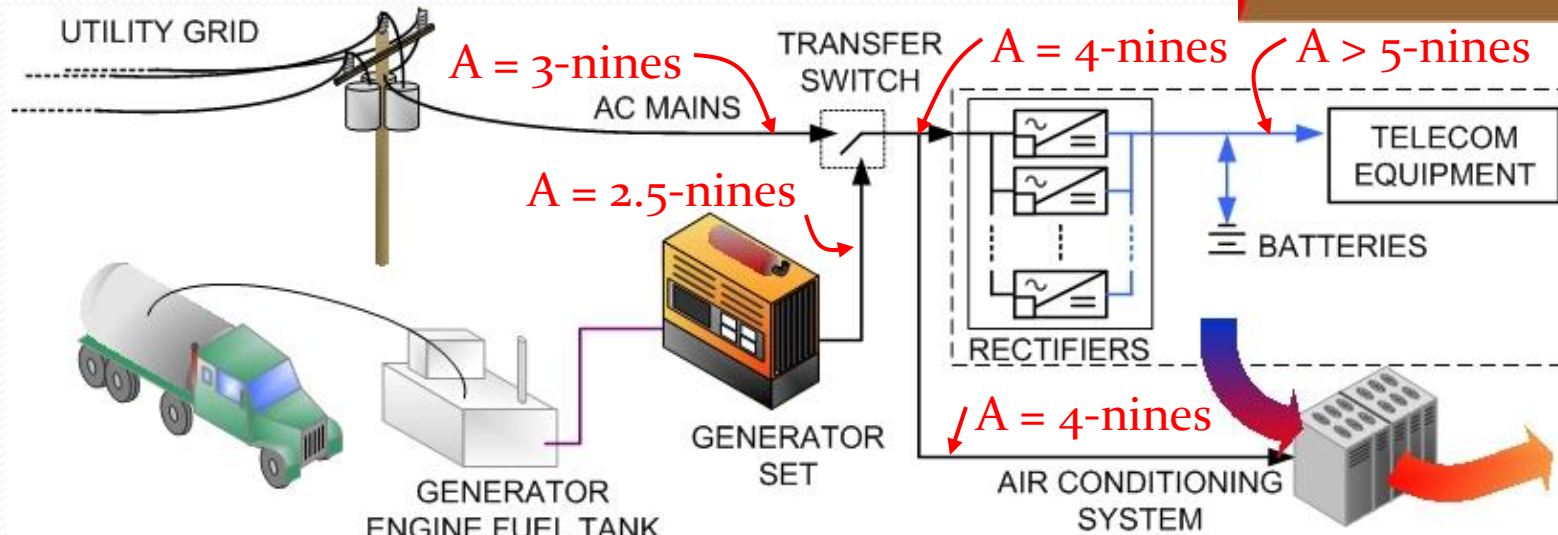 UTILITY GRID
A = 3-nines
AC MAINS
TRANSFER
SWITCH
A = 4-nines
A > 5-nines
TELECOM
EQUIPMENT
A = 2.5-nines
BATTERIES
RECTIFIERS
GENERATOR
SET
A = 4-nines
AIR CONDITIONING
SYSTEM
GENERATOR
ENGINE FUEL TANK